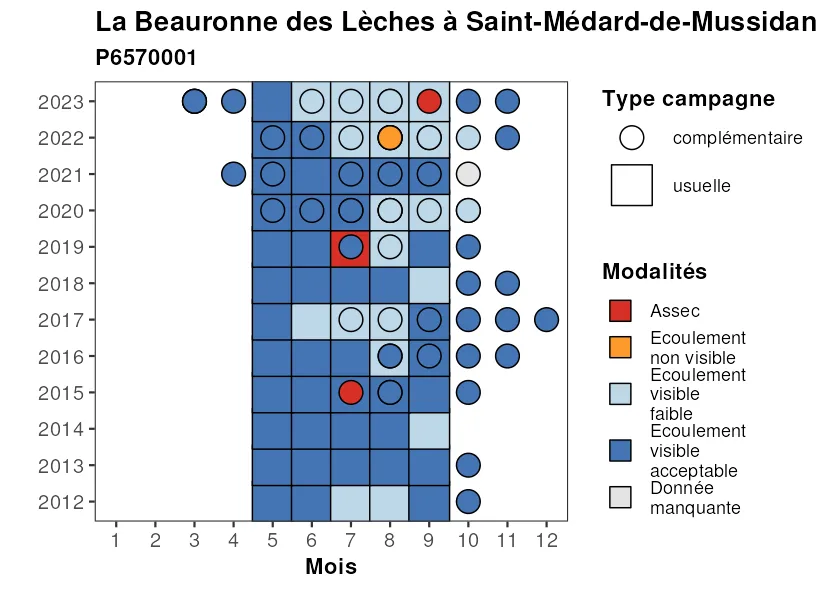 La Beauronne des Lèches à Saint-Médard-de-Mussidan
P6570001
2023
2022
2021
2020
2019
2018
2017
2016
2015
2014
2013
2012
1 2 3 4 5 6 7 8 9 10 11 12
Mois
Type campagne
complémentaire
usuelle
Modalités
Assec
Ecoulement
non visible
Ecoulement
visible
faible
Ecoulement
visible
acceptable
Donnée
manquante